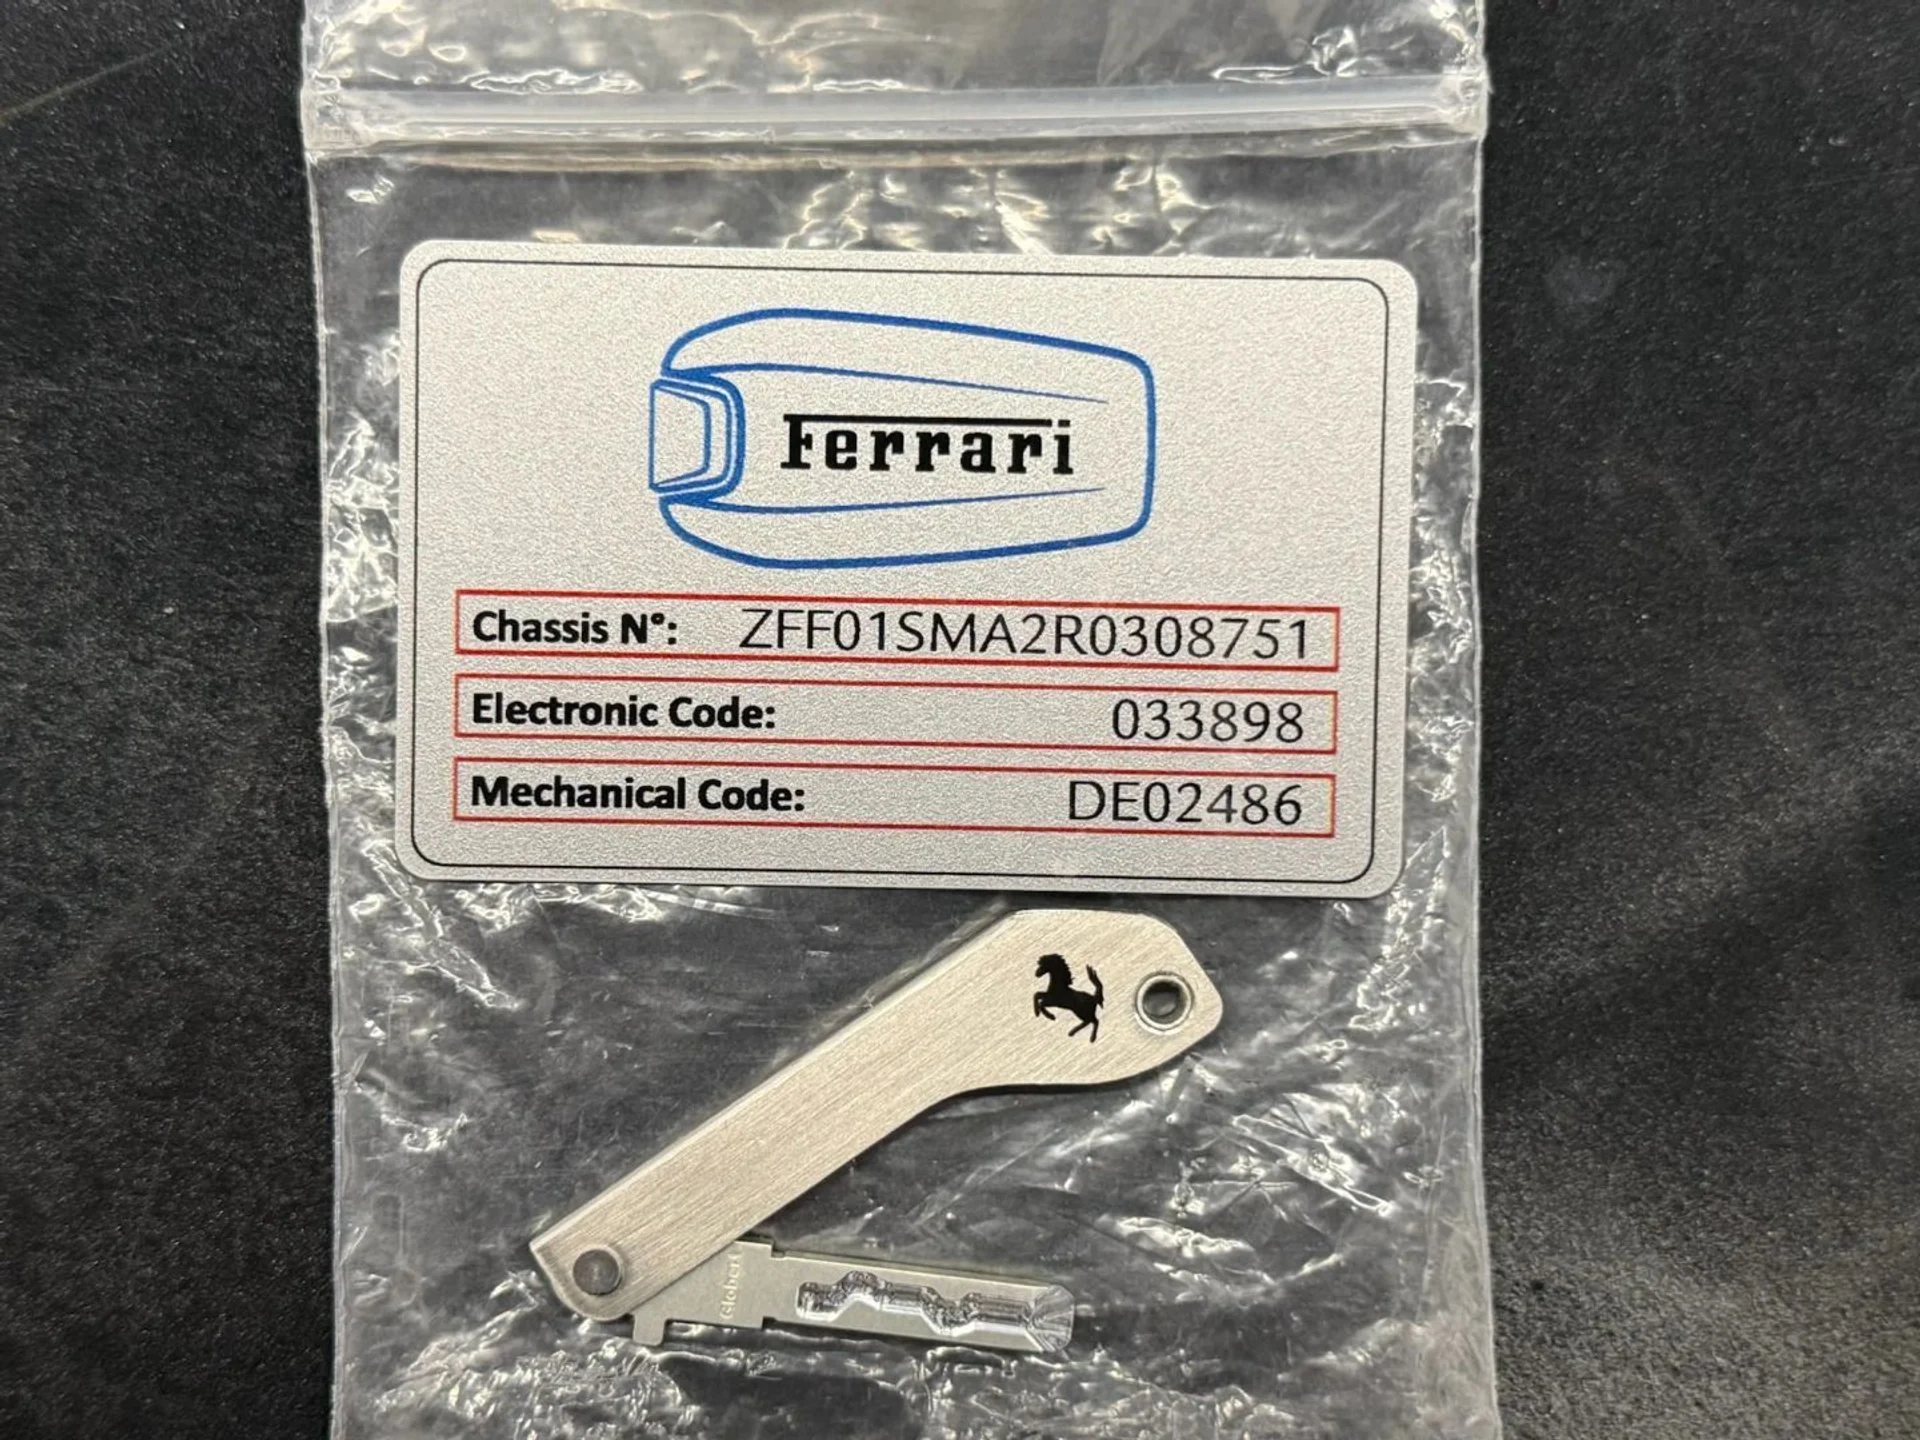 Ferrari
Chassis N°: ZFF01SMA2R0308751
Electronic Code: 033898
Mechanical Code: DE02486